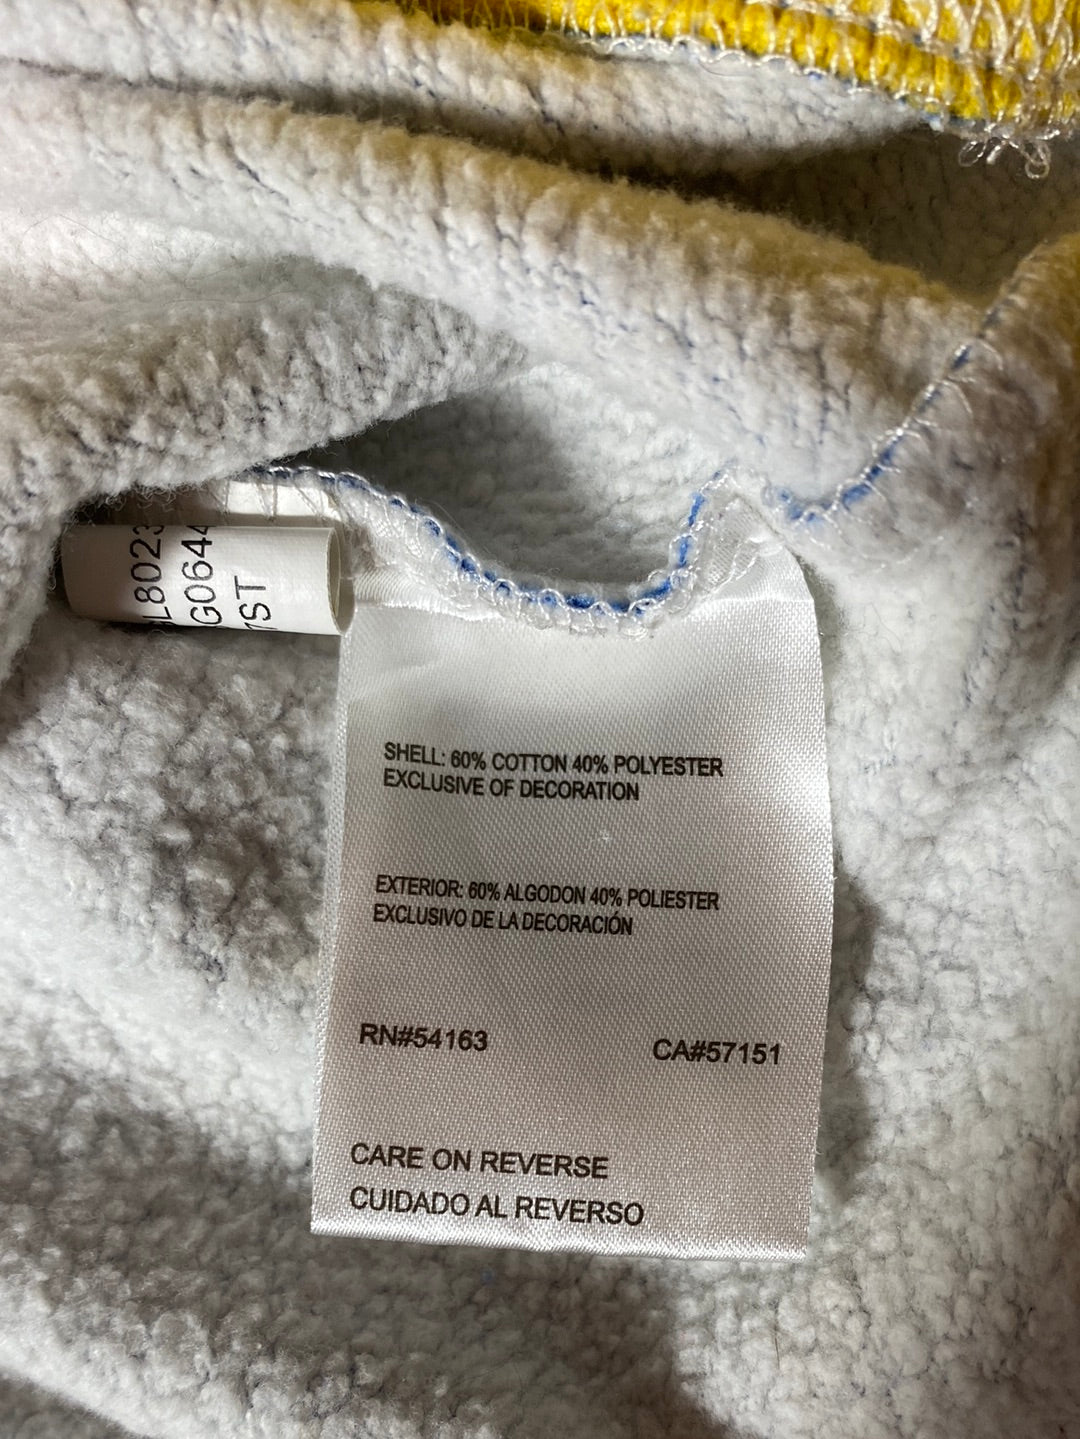 SHELL: 60% COTTON 40% POLYESTER
EXCLUSIVE OF DECORATION
EXTERIOR: 60% ALGODON 40% POLIESTER
EXCLUSIVO DE LA DECORACIÓN
RN#54163 CA#57151
CARE ON REVERSE
CUIDADO AL REVERSO